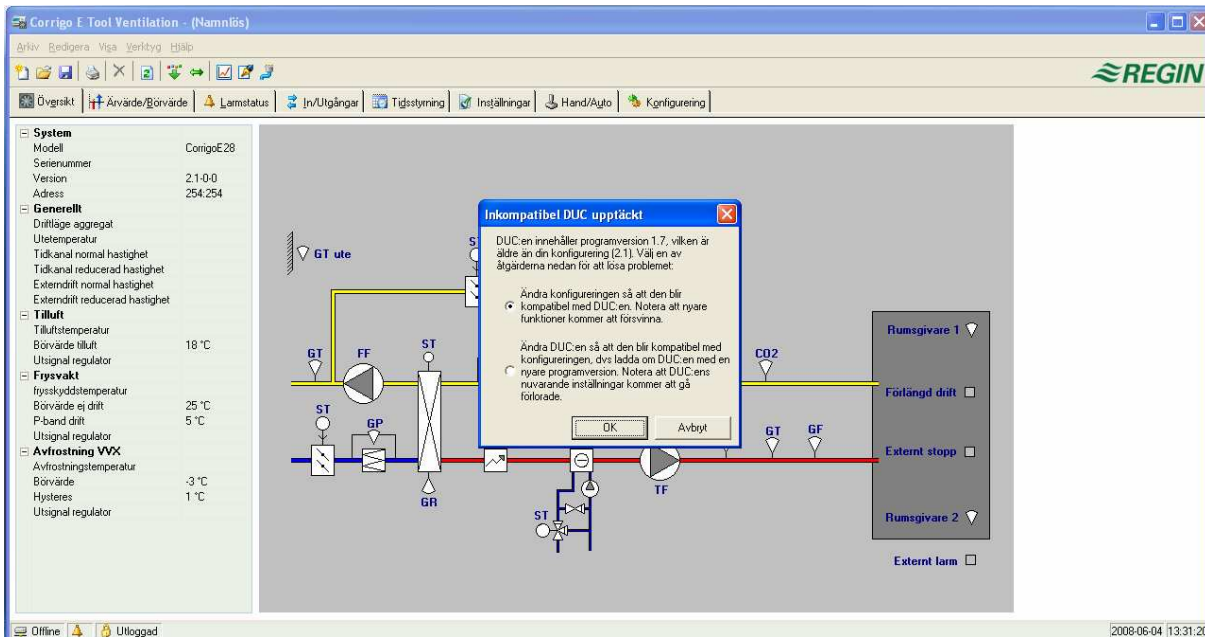 Corrigo E Tool Ventilation - (Namnlös)
Arkiv Redigera Visa Verktyg Hjälp
REGIN
Översikt Ärvärde/Börvärde Larmstatus In/Utgångar Tidsstyrning Inställningar Hand/Auto Konfigurering
System
Modell CorrigoE28
Serienummer
Version 2.1-0-0
Adress 254:254
Generellt
Driftläge aggregat
Utetemperatur
Tidkanal normal hastighet
Tidkanal reducerad hastighet
Externdrift normal hastighet
Externdrift reducerad hastighet
Tilluft
Tilluftstemperatur
Börvärde tilluft 18 °C
Utsignal regulator
Frysvakt
frysskyddstemperatur
Börvärde ej drift 25 °C
P-band drift 5 °C
Utsignal regulator
Avfrostning VVX
Avfrostningstemperatur
Börvärde -3 °C
Hysteres 1 °C
Utsignal regulator
GT ute
GT
FF
ST
ST
GP
GR
ST
TF
GT
GF
CO2
Rumsgivare 1
Förlängd drift
Externt stopp
Rumsgivare 2
Externt larm
Inkompatibel DUC upptäckt
DUC:en innehåller programversion 1.7, vilken är
äldre än din konfigurering (2.1). Välj en av
åtgärderna nedan för att lösa problemet:
Ändra konfigureringen så att den blir
kompatibel med DUC:en. Notera att nyare
funktioner kommer att försvinna.
Ändra DUC:en så att den blir kompatibel med
konfigureringen, dvs ladda om DUC:en med en
nyare programversion. Notera att DUC:ens
nuvarande inställningar kommer att gå
förlorade.
OK Avbryt
Offline Utloggad 2008-06-04 13:31:20